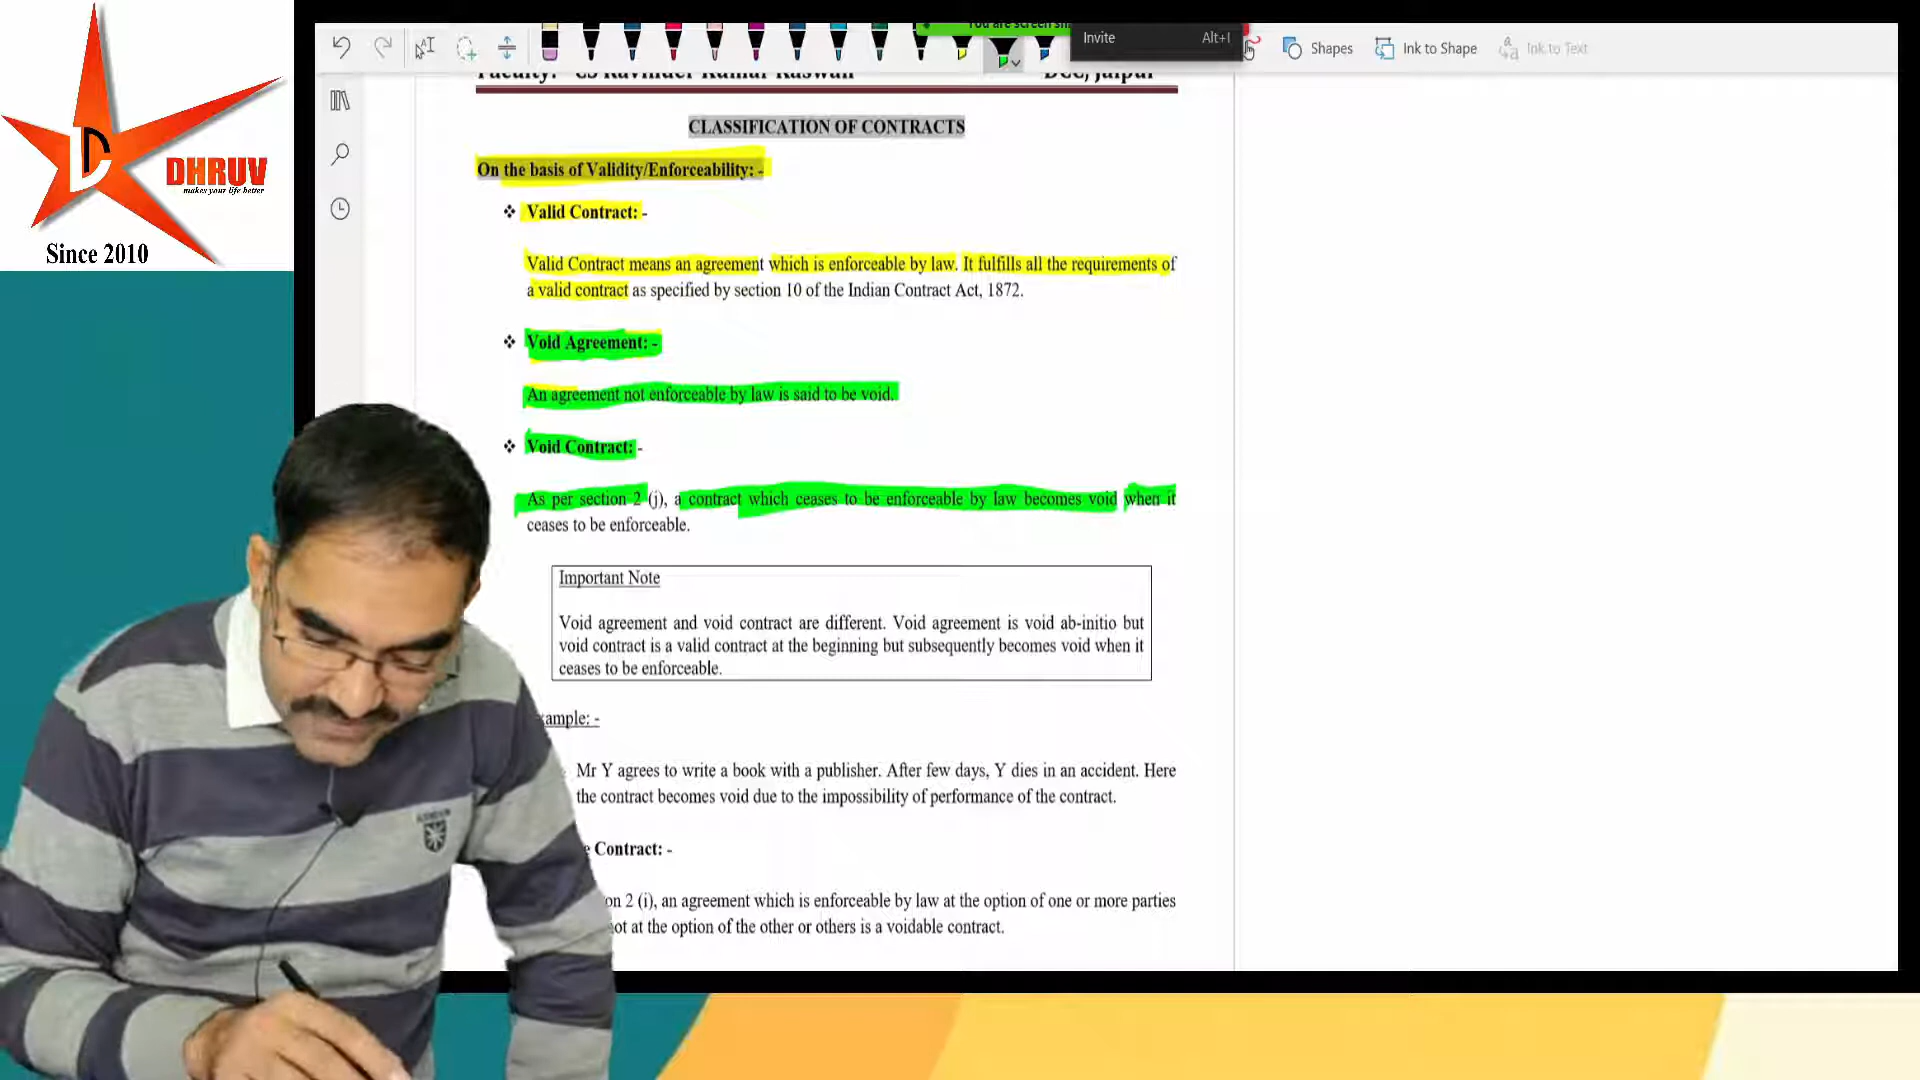 DHRUV
makes your life better
Since 2010
Invite Alt+I
Shapes
Ink to Shape
Ink to Text
Faculty: - CS Ravinder Kumar Kaswan DCC, Jaipur
CLASSIFICATION OF CONTRACTS
On the basis of Validity/Enforceability: -
❖ Valid Contract: -
Valid Contract means an agreement which is enforceable by law. It fulfills all the requirements of
a valid contract as specified by section 10 of the Indian Contract Act, 1872.
❖ Void Agreement: -
An agreement not enforceable by law is said to be void.
❖ Void Contract: -
As per section 2 (j), a contract which ceases to be enforceable by law becomes void when it
ceases to be enforceable.
Important Note
Void agreement and void contract are different. Void agreement is void ab-initio but
void contract is a valid contract at the beginning but subsequently becomes void when it
ceases to be enforceable.
ample: -
Mr Y agrees to write a book with a publisher. After few days, Y dies in an accident. Here
the contract becomes void due to the impossibility of performance of the contract.
e Contract: -
on 2 (i), an agreement which is enforceable by law at the option of one or more parties
not at the option of the other or others is a voidable contract.